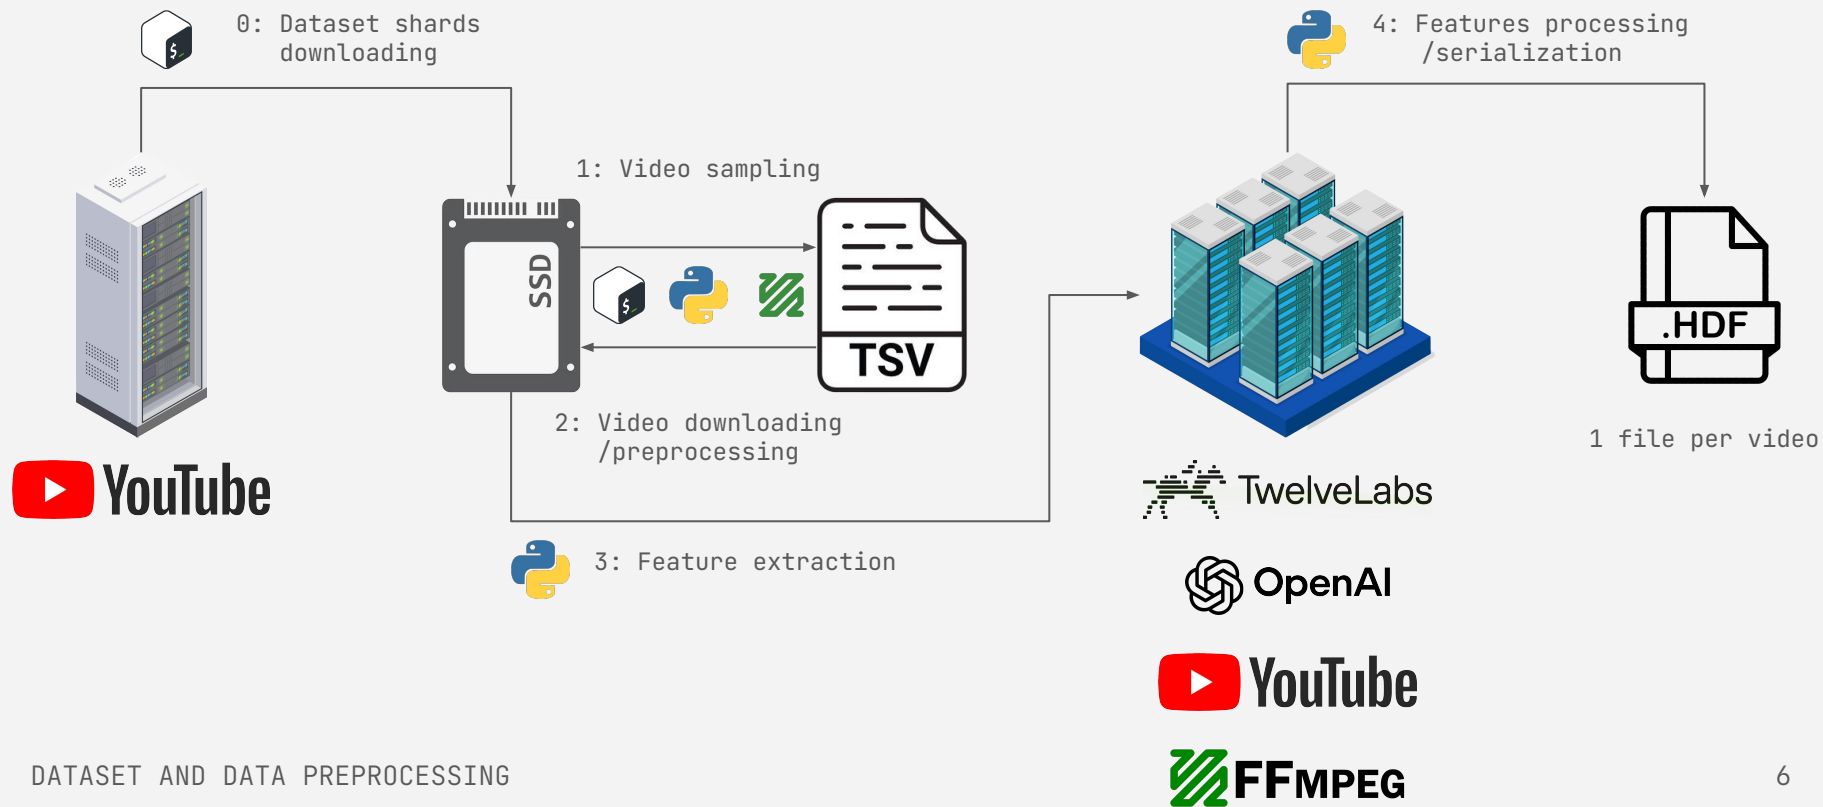 0: Dataset shards
downloading
4: Features processing
/serialization
1: Video sampling
SSD
$_
$_
TSV
.HDF
2: Video downloading
/preprocessing
1 file per video
YouTube
TwelveLabs
3: Feature extraction
OpenAI
YouTube
FFMPEG
DATASET AND DATA PREPROCESSING
6